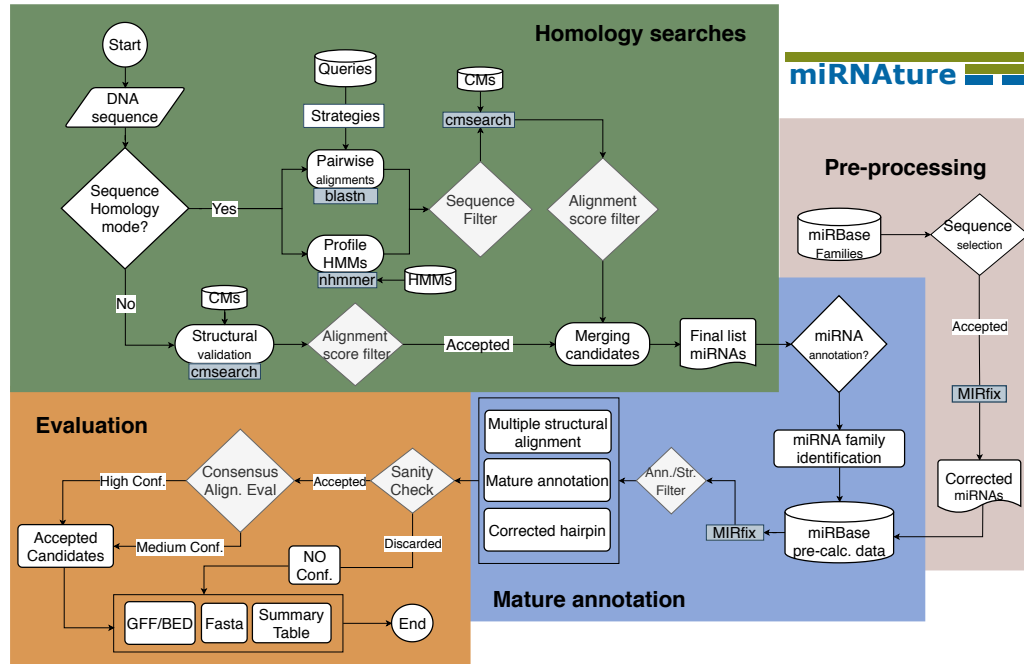 Homology searches
Start
DNA
sequence
Sequence
Homology
mode?
Yes
No
Queries
Strategies
Pairwise
alignments
blastn
Profile
HMMs
nhmmer
HMMs
CMs
cmsearch
Sequence
Filter
Alignment
score filter
CMs
Structural
validation
cmsearch
Alignment
score filter
Accepted
Merging
candidates
Final list
miRNAs
miRNAture
Pre-processing
miRBase
Families
Sequence
selection
Accepted
MIRfix
Corrected
miRNAs
miRNA
annotation?
miRNA family
identification
miRBase
pre-calc. data
MIRfix
Ann./Str.
Filter
Multiple structural
alignment
Mature annotation
Corrected hairpin
Mature annotation
Evaluation
Sanity
Check
Accepted
Discarded
Consensus
Align. Eval
High Conf.
Medium Conf.
Accepted
Candidates
NO
Conf.
GFF/BED
Fasta
Summary
Table
End